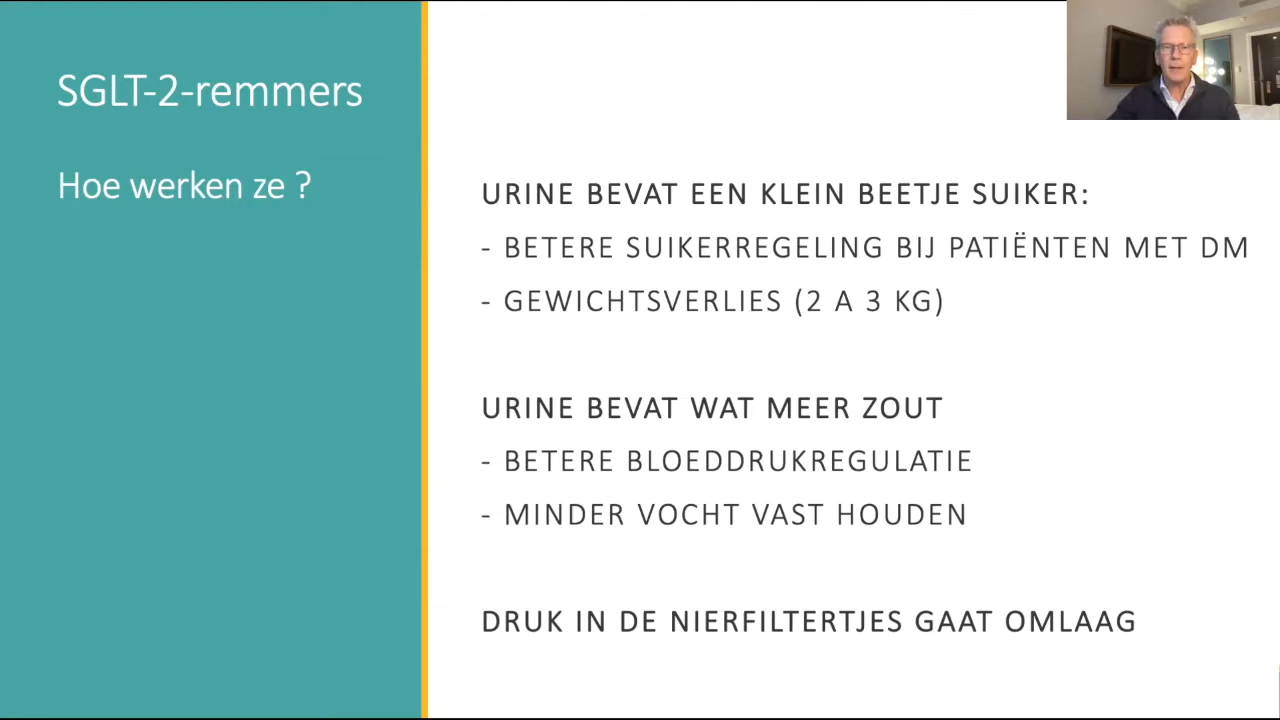 SGLT-2-remmers
Hoe werken ze ?
URINE BEVAT EEN KLEIN BEETJE SUIKER:
- BETERE SUIKERREGELING BIJ PATIËNTEN MET DM
- GEWICHTSVERLIES (2 A 3 KG)
URINE BEVAT WAT MEER ZOUT
- BETERE BLOEDDRUKREGULATIE
- MINDER VOCHT VAST HOUDEN
DRUK IN DE NIERFILTERTJES GAAT OMLAAG